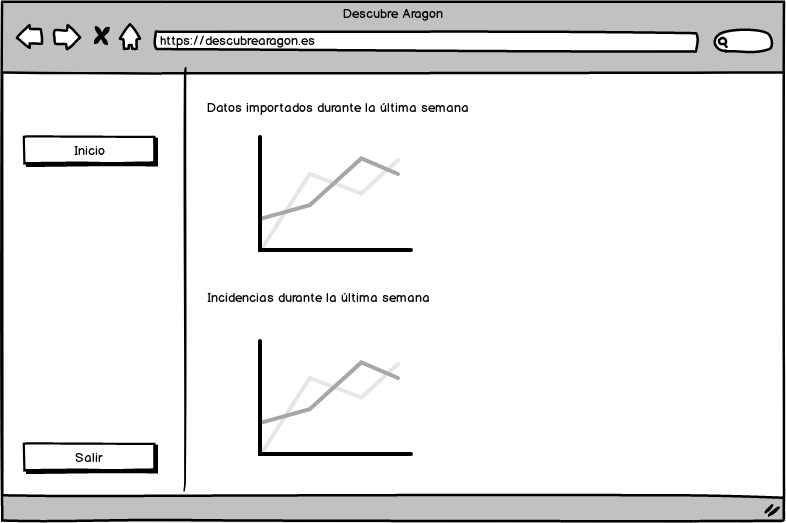 Descubre Aragon
https://descubrearagon.es
Datos importados durante la última semana
Inicio
Incidencias durante la última semana
Salir